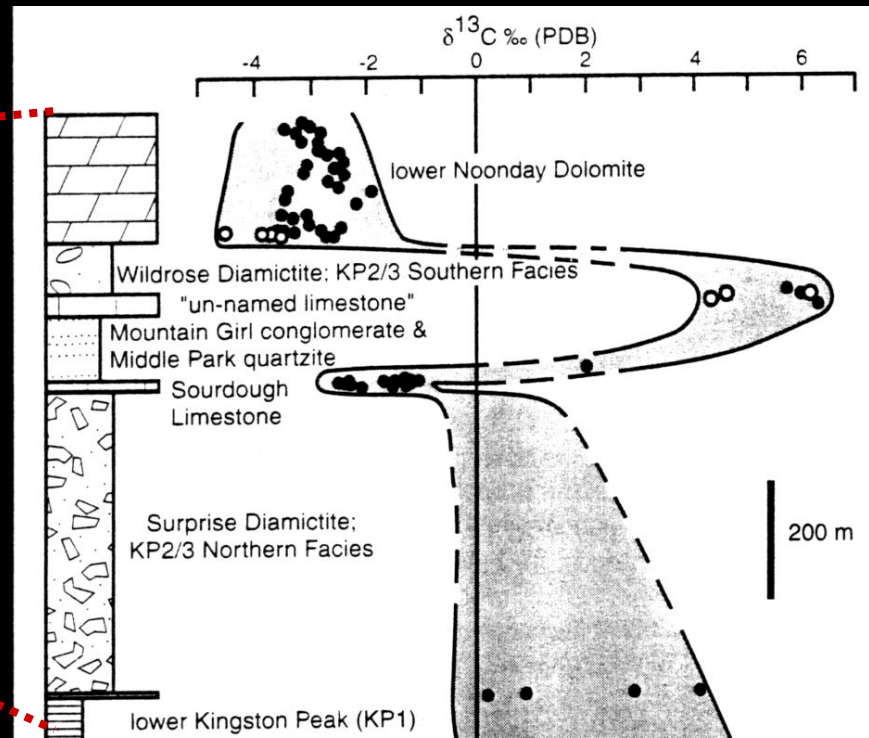 δ13C ‰ (PDB)
-4 -2 0 2 4 6
lower Noonday Dolomite
Wildrose Diamictite; KP2/3 Southern Facies
"un-named limestone"
Mountain Girl conglomerate &
Middle Park quartzite
Sourdough
Limestone
Surprise Diamictite;
KP2/3 Northern Facies
200 m
lower Kingston Peak (KP1)